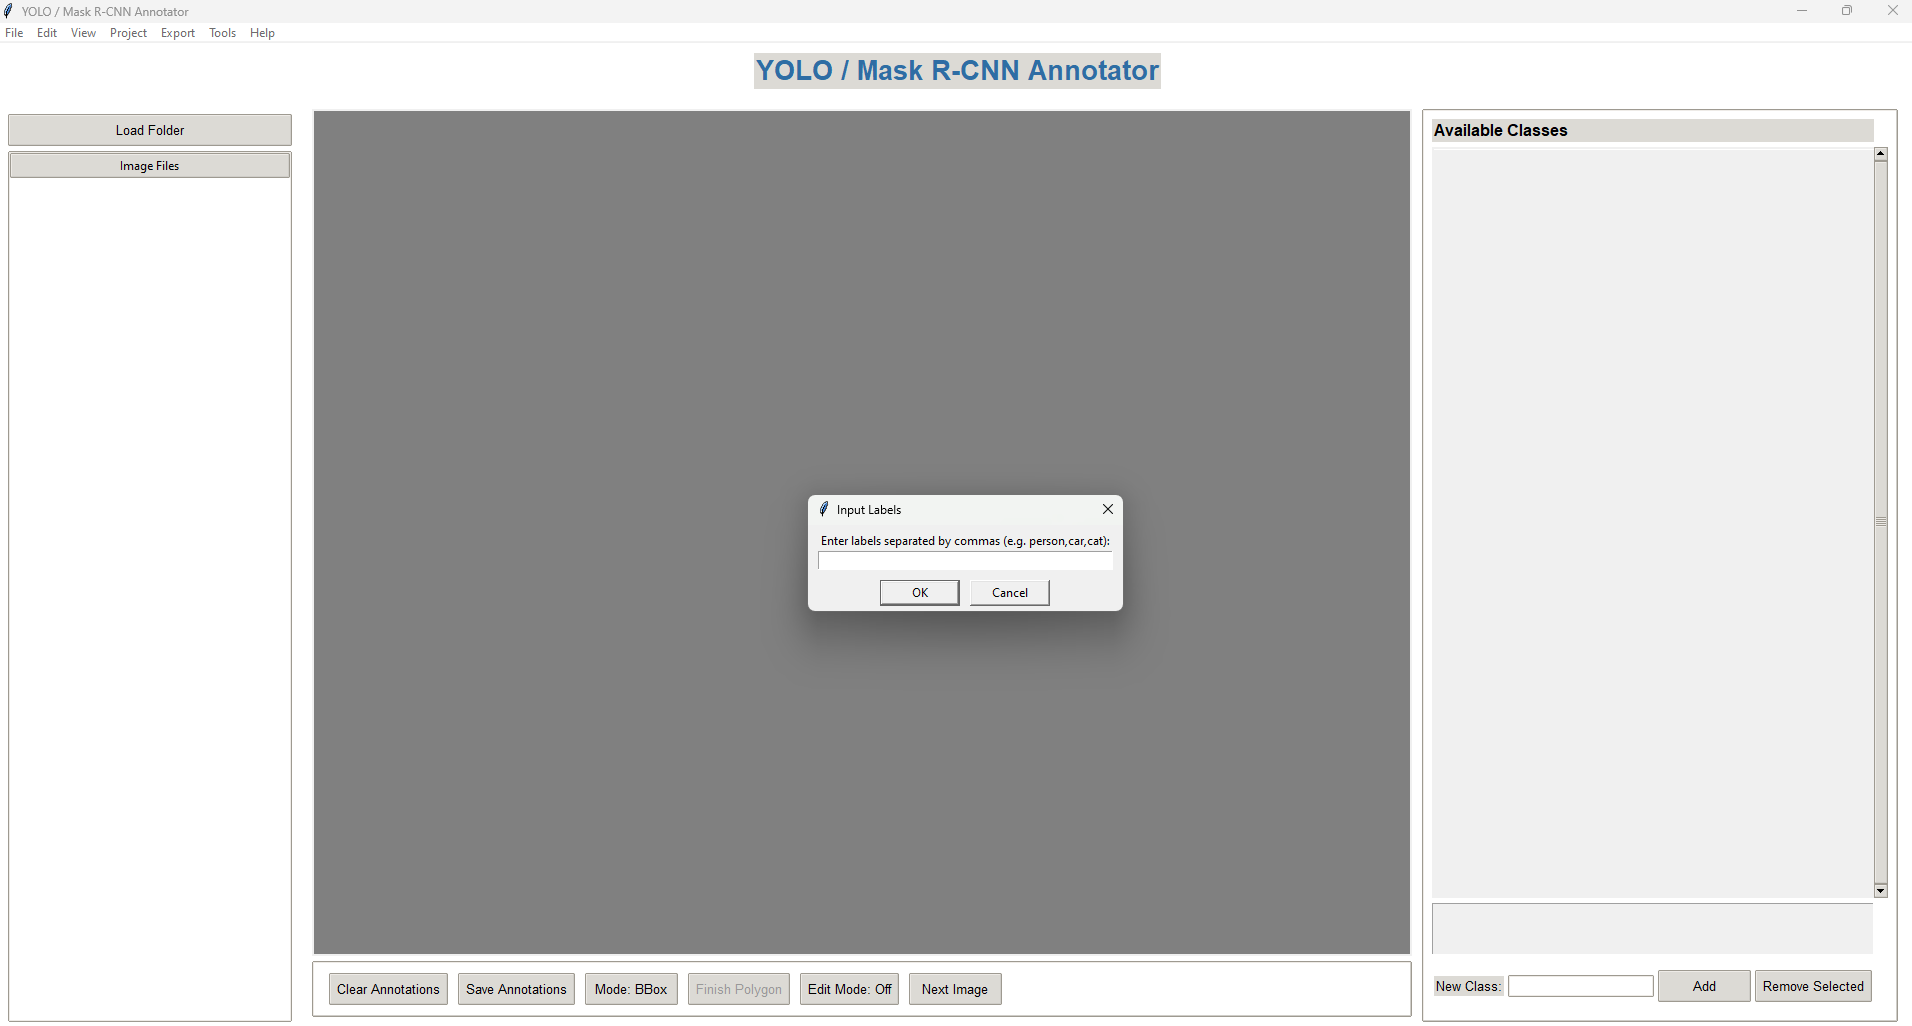 YOLO / Mask R-CNN Annotator
File Edit View Project Export Tools Help
YOLO / Mask R-CNN Annotator
Load Folder
Image Files
Available Classes
Input Labels
Enter labels separated by commas (e.g. person,car,cat):
OK Cancel
Clear Annotations Save Annotations Mode: BBox Finish Polygon Edit Mode: Off Next Image
New Class: Add Remove Selected